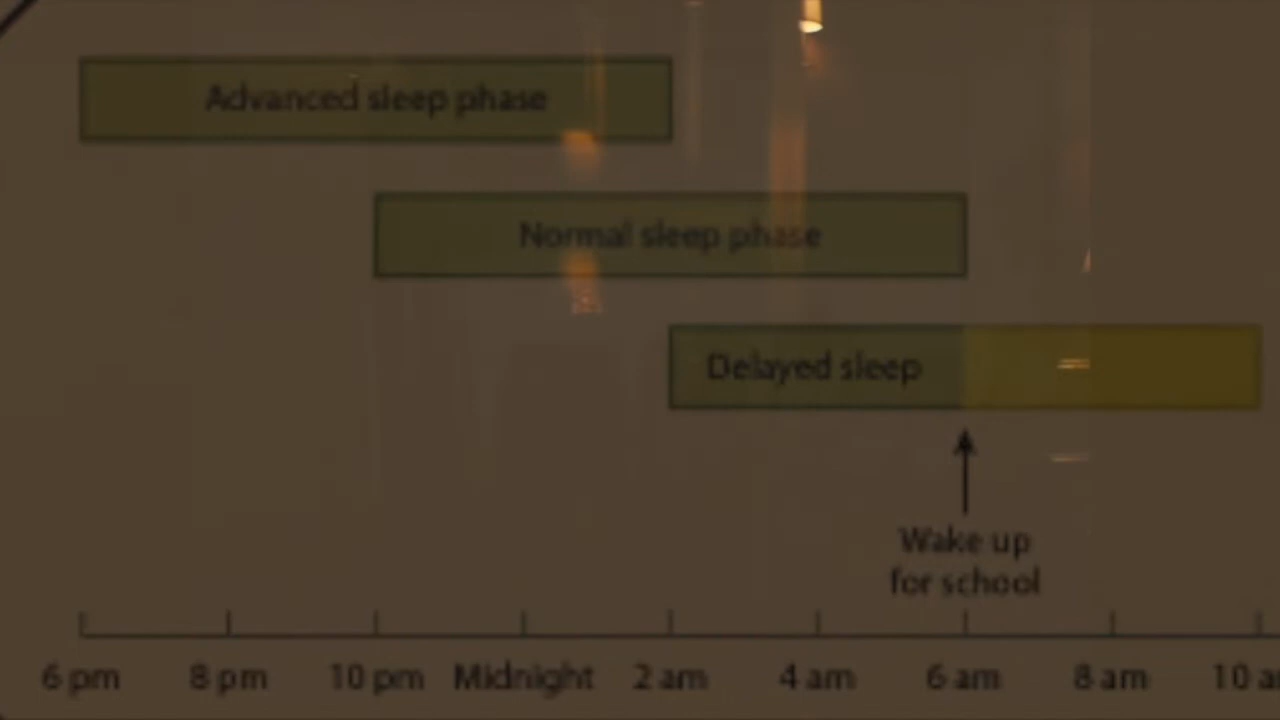 Advanced sleep phase
Normal sleep phase
Delayed sleep
Wake up
for school
6 pm 8 pm 10 pm Midnight 2 am 4 am 6 am 8 am 10